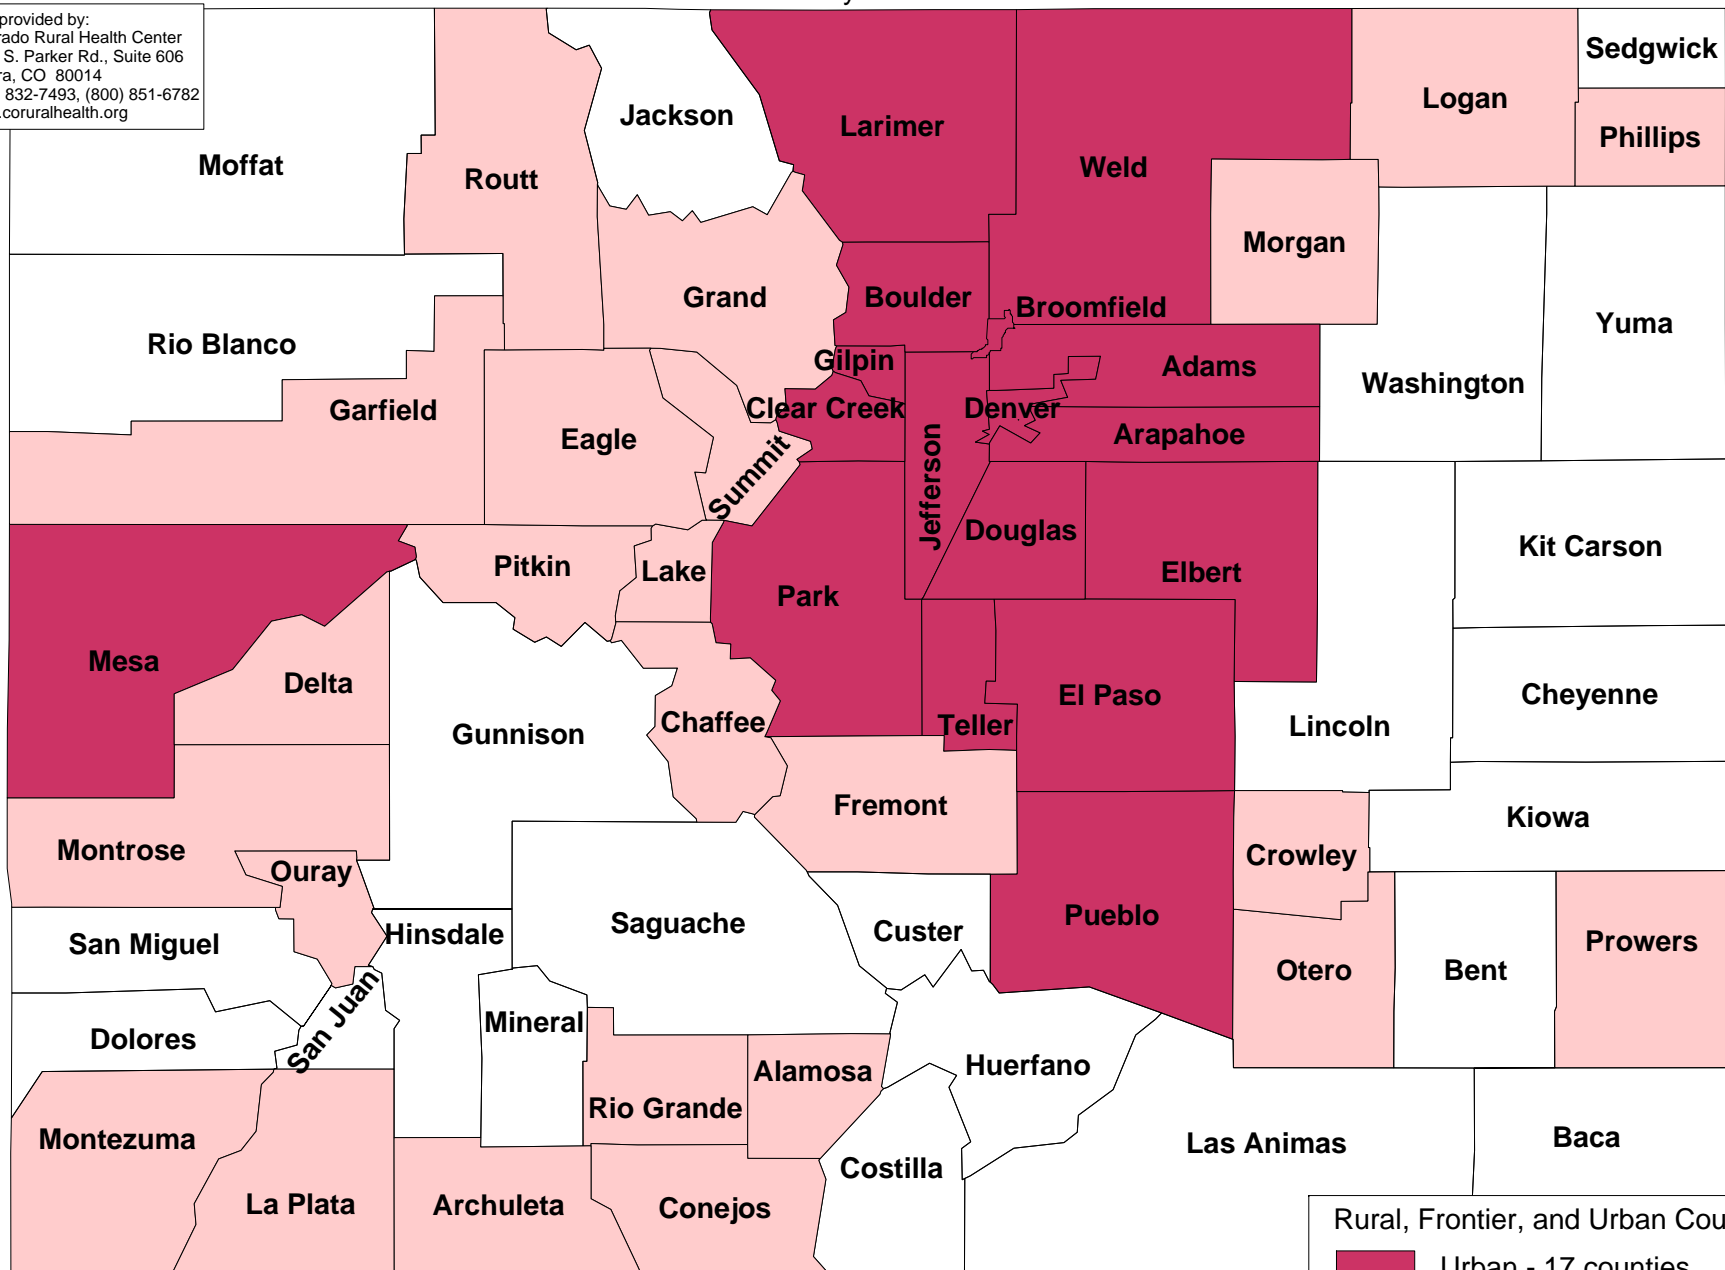 provided by:
rado Rural Health Center
S. Parker Rd., Suite 606
ra, CO 80014
832-7493, (800) 851-6782
.coruralhealth.org
Sedgwick
Logan
Jackson
Larimer
Phillips
Moffat
Weld
Routt
Morgan
Grand
Boulder
Broomfield
Yuma
Rio Blanco
Gilpin
Adams
Washington
Garfield
Clear Creek
Denver
Eagle
Arapahoe
Summit
Jefferson
Douglas
Kit Carson
Pitkin
Lake
Elbert
Park
Mesa
Delta
El Paso
Cheyenne
Chaffee
Teller
Lincoln
Gunnison
Fremont
Kiowa
Montrose
Crowley
Ouray
Pueblo
Saguache
Custer
Hinsdale
San Miguel
Prowers
Otero
Bent
San Juan
Mineral
Dolores
Huerfano
Alamosa
Rio Grande
Montezuma
Las Animas
Baca
Costilla
La Plata
Archuleta
Conejos
Rural, Frontier, and Urban Cou
Urban - 17 counties